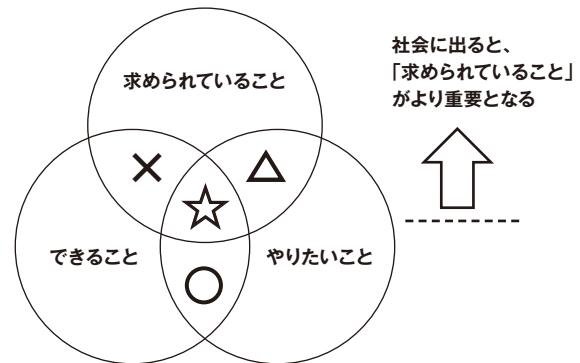 社会に出ると、
「求められていること」
がより重要となる
求められていること
できること
やりたいこと